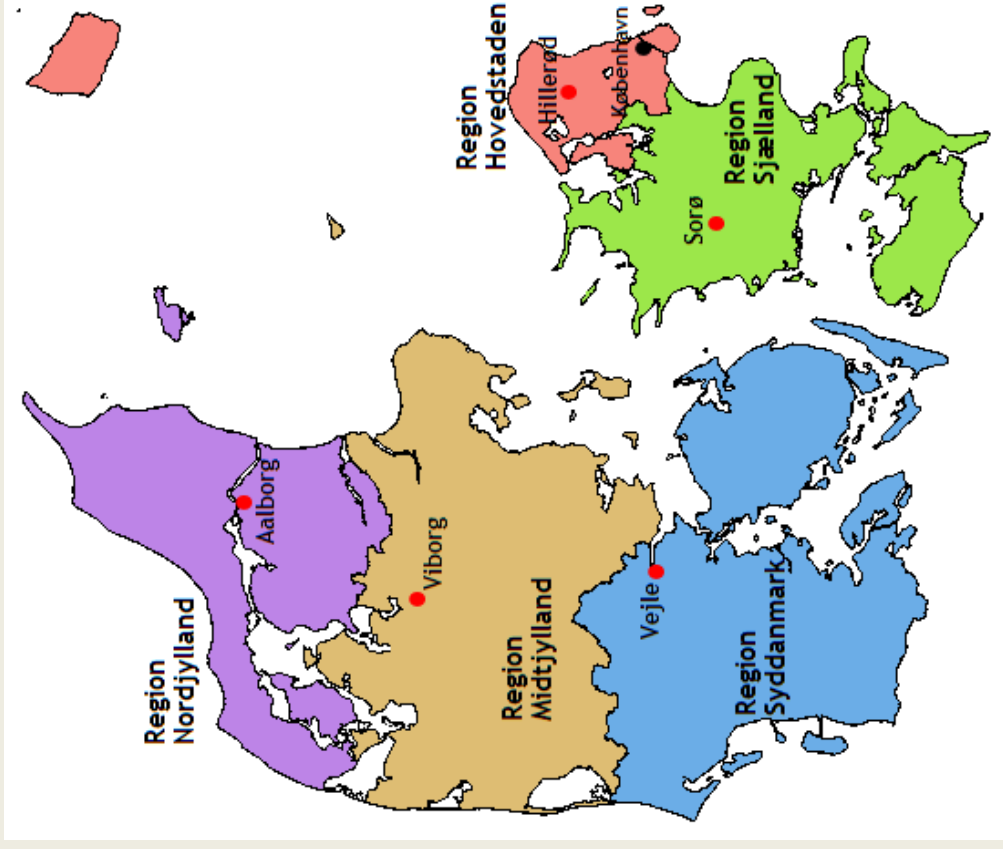 Region
Nordjylland
Aalborg
Viborg
Region
Midtjylland
Vejle
Region
Syddanmark
Region
Hovedstaden
Hillerød
København
Region
Sjælland
Sorø